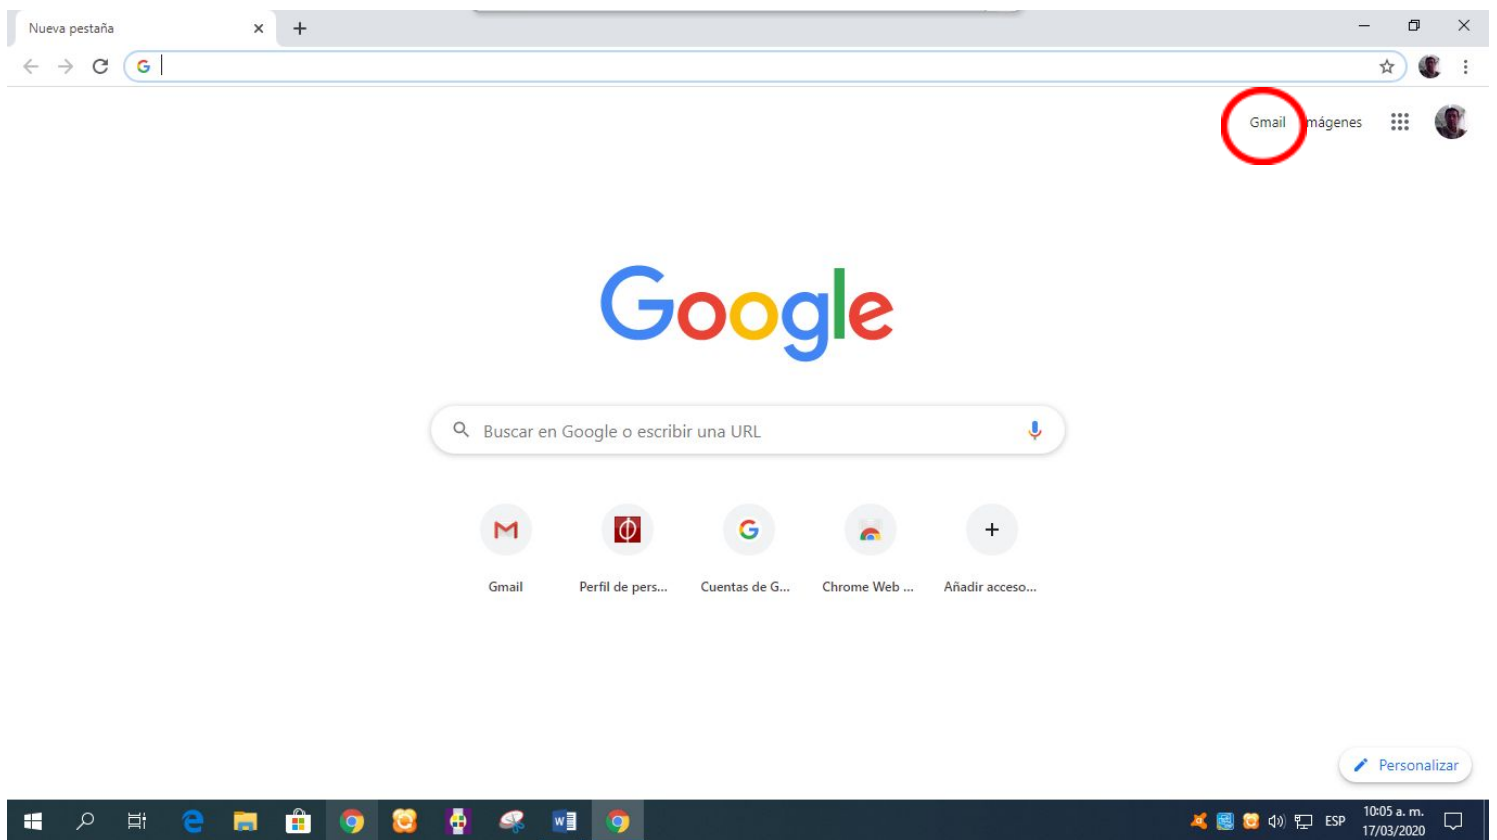 Nueva pestaña
Gmail mágenes
Google
Buscar en Google o escribir una URL
Gmail Perfil de pers... Cuentas de G... Chrome Web ... Añadir acceso...
Personalizar
ESP
10:05 a. m.
17/03/2020